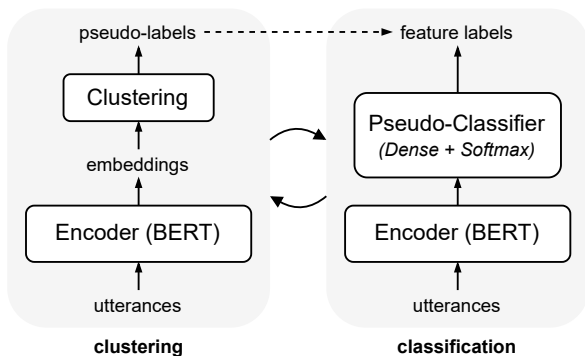 pseudo-labels
Clustering
embeddings
Encoder (BERT)
utterances
clustering
feature labels
Pseudo-Classifier
(Dense + Softmax)
Encoder (BERT)
utterances
classification